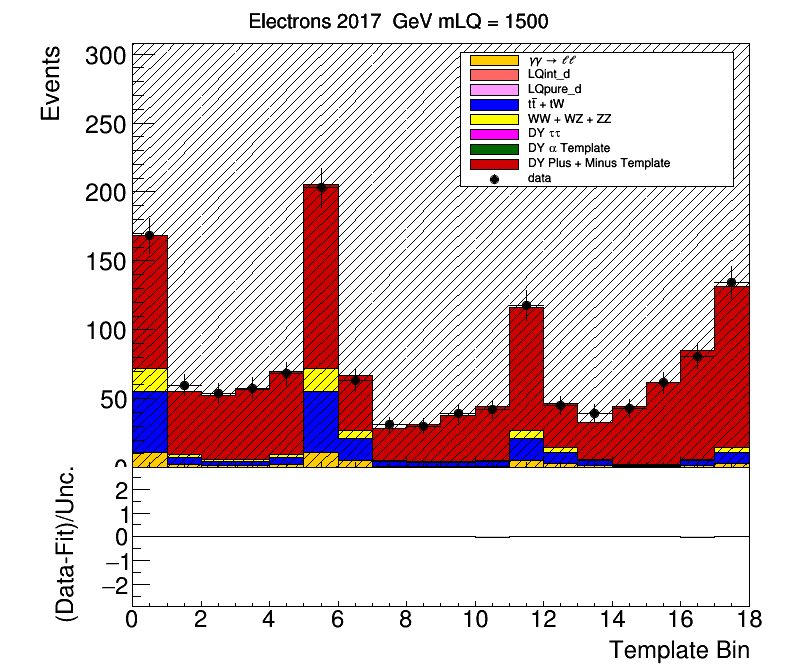 Electrons 2017 GeV mLQ = 1500
Events
300
250
200
150
100
50
0
γγ → ℓℓ
LQint_d
LQpure_d
tt̄ + tW
WW + WZ + ZZ
DY ττ
DY α Template
DY Plus + Minus Template
data
(Data-Fit)/Unc.
2
1
0
−1
−2
0 2 4 6 8 10 12 14 16 18
Template Bin